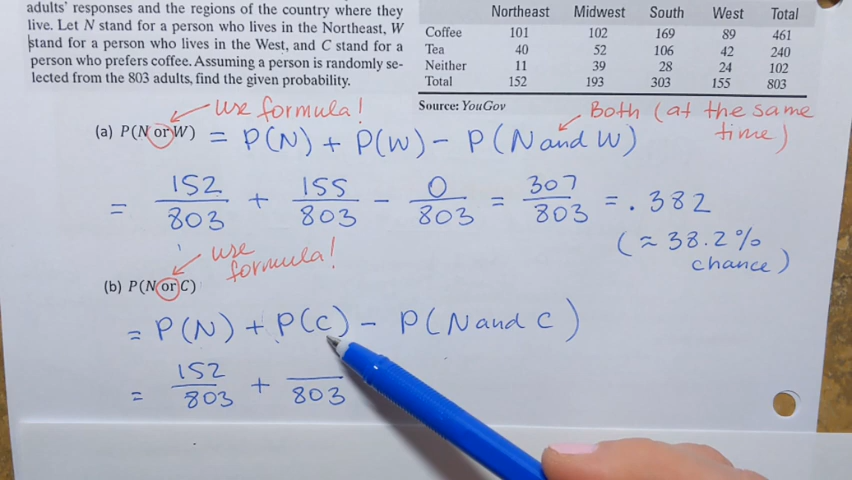 adults' responses and the regions of the country where they
live. Let N stand for a person who lives in the Northeast, W
stand for a person who lives in the West, and C stand for a
person who prefers coffee. Assuming a person is randomly se-
lected from the 803 adults, find the given probability.
Northeast Midwest South West Total
Coffee 101 102 169 89 461
Tea 40 52 106 42 240
Neither 11 39 28 24 102
Total 152 193 303 155 803
Source: YouGov
use formula!
Both (at the same
time)
(a) P(N or W) = P(N) + P(W) - P(N and W)
= 152/803 + 155/803 - 0/803 = 307/803 = .382
(≈ 38.2%
chance)
use
formula!
(b) P(N or C)
= P(N) + P(C) - P(N and C)
= 152/803 + /803